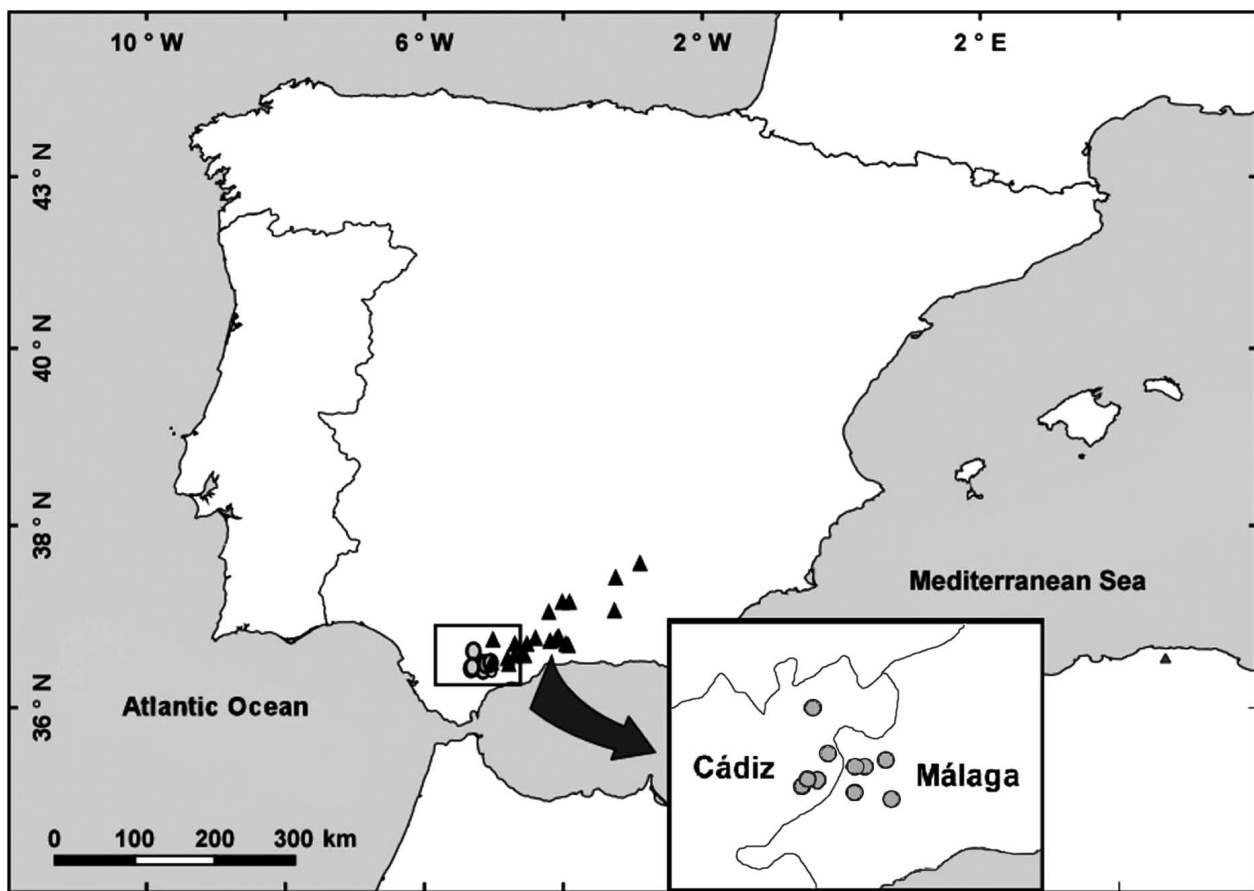 10° W 6° W 2° W 2° E
43° N
40° N
38° N
Mediterranean Sea
36° N
Atlantic Ocean
Cádiz
Málaga
0 100 200 300 km